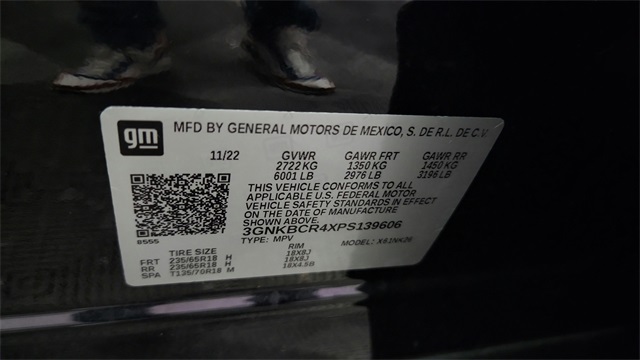 gm MFD BY GENERAL MOTORS DE MEXICO, S. DE R.L. DE C.V.
11/22 GVWR GAWR FRT GAWR RR
2722 KG 1350 KG 1450 KG
6001 LB 2976 LB 3196 LB
THIS VEHICLE CONFORMS TO ALL
APPLICABLE U.S. FEDERAL MOTOR
VEHICLE SAFETY STANDARDS IN EFFECT
ON THE DATE OF MANUFACTURE
SHOWN ABOVE.
3GNKBCR4XPS139606
8555
TYPE: MPV MODEL:
TIRE SIZE RIM
FRT 235/65R18 H 18X8J
RR 235/65R18 H 18X8J
SPA T135/70R18 M 18X4.5B